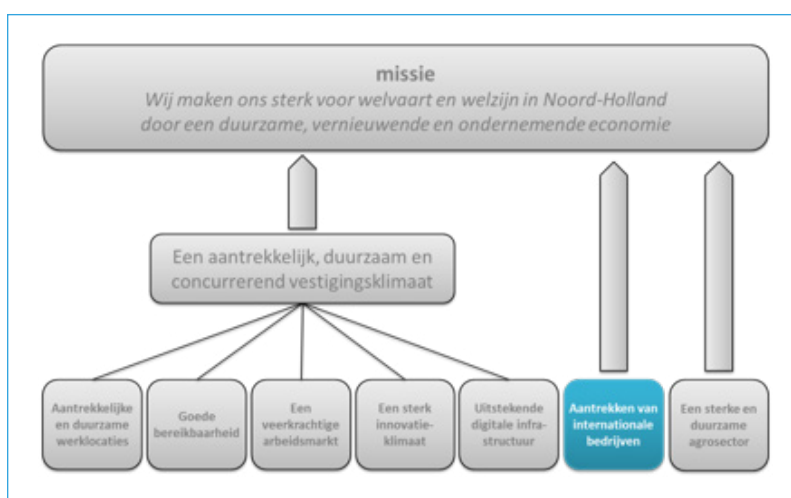 missie
Wij maken ons sterk voor welvaart en welzijn in Noord-Holland
door een duurzame, vernieuwende en ondernemende economie
Een aantrekkelijk, duurzaam en
concurrerend vestigingsklimaat
Aantrekkelijke
en duurzame
werklocaties
Goede
bereikbaarheid
Een
veerkrachtige
arbeidsmarkt
Een sterk
innovatie-
klimaat
Uitstekende
digitale infra-
structuur
Aantrekken van
internationale
bedrijven
Een sterke en
duurzame
agrosector